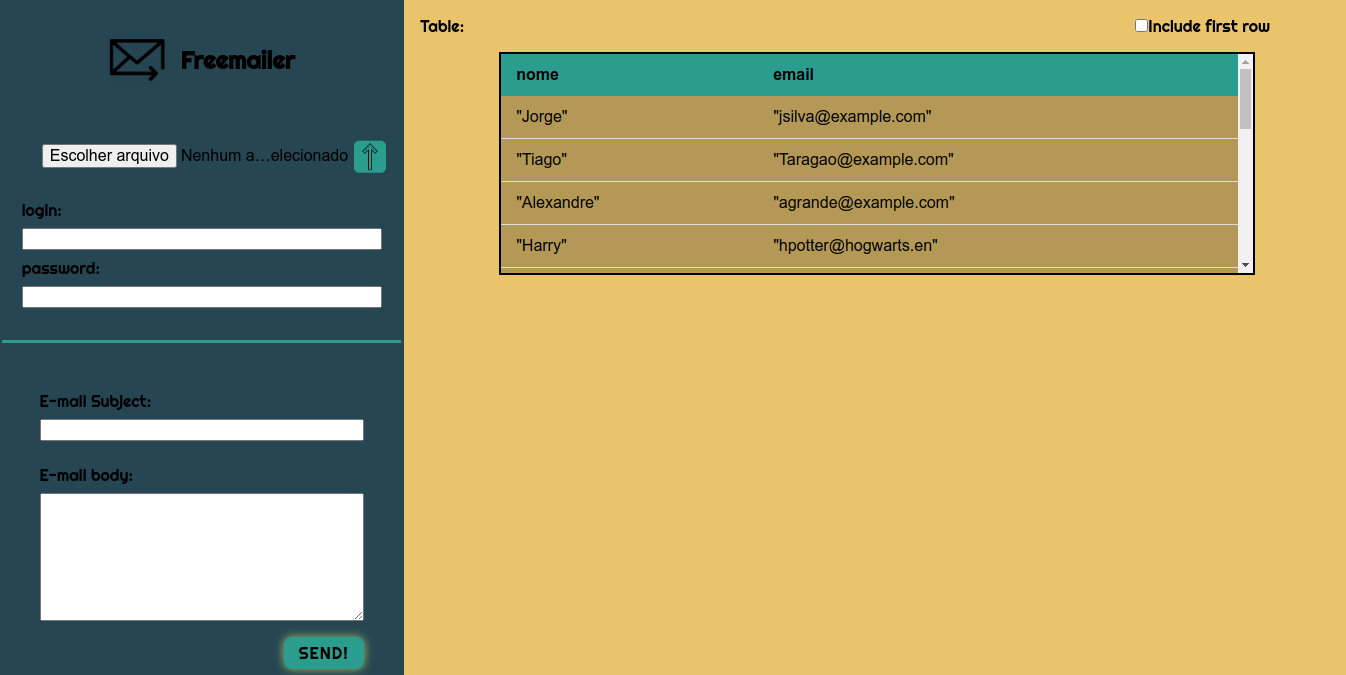 Freemailer
Escolher arquivo Nenhum a…elecionado
login:
password:
E-mail Subject:
E-mail body:
SEND!
Table:
Include first row
nome email
"Jorge" "jsilva@example.com"
"Tiago" "Taragao@example.com"
"Alexandre" "agrande@example.com"
"Harry" "hpotter@hogwarts.en"